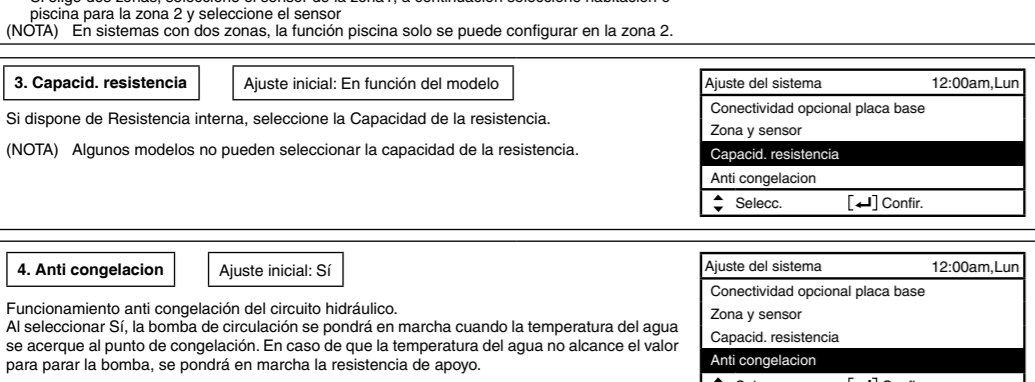 piscina para la zona 2 y seleccione el sensor
(NOTA) En sistemas con dos zonas, la función piscina solo se puede configurar en la zona 2.
3. Capacid. resistencia
Ajuste inicial: En función del modelo
Si dispone de Resistencia interna, seleccione la Capacidad de la resistencia.
(NOTA) Algunos modelos no pueden seleccionar la capacidad de la resistencia.
Ajuste del sistema 12:00am,Lun
Conectividad opcional placa base
Zona y sensor
Capacid. resistencia
Anti congelacion
Selecc. [↵] Confir.
4. Anti congelacion
Ajuste inicial: Sí
Funcionamiento anti congelación del circuito hidráulico.
Al seleccionar Sí, la bomba de circulación se pondrá en marcha cuando la temperatura del agua
se acerque al punto de congelación. En caso de que la temperatura del agua no alcance el valor
para parar la bomba, se pondrá en marcha la resistencia de apoyo.
Ajuste del sistema 12:00am,Lun
Conectividad opcional placa base
Zona y sensor
Capacid. resistencia
Anti congelacion